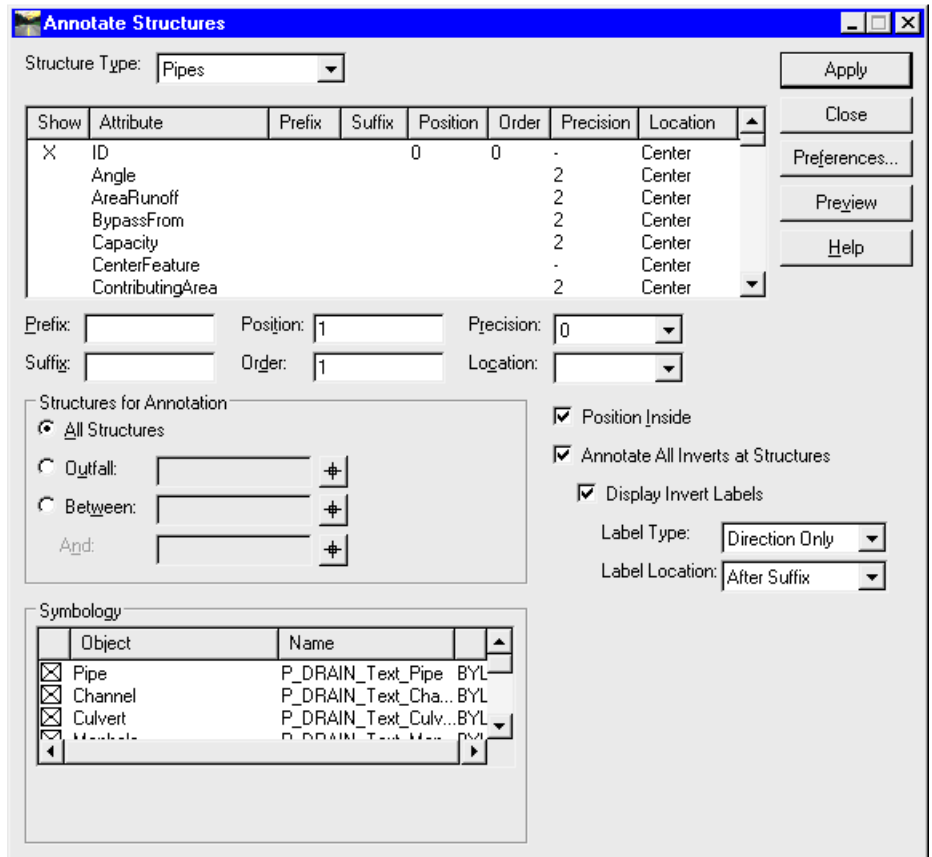 Annotate Structures
Structure Type: Pipes
Apply
Close
Preferences...
Preview
Help
Show Attribute Prefix Suffix Position Order Precision Location
X ID 0 0 - Center
Angle 2 Center
AreaRunoff 2 Center
BypassFrom 2 Center
Capacity 2 Center
CenterFeature - Center
ContributingArea 2 Center
Prefix: Position: 1 Precision: 0
Suffix: Order: 1 Location:
Structures for Annotation
All Structures
Outfall:
Between:
And:
Position Inside
Annotate All Inverts at Structures
Display Invert Labels
Label Type: Direction Only
Label Location: After Suffix
Symbology
Object Name
Pipe P_DRAIN_Text_Pipe BYL
Channel P_DRAIN_Text_Cha... BYL
Culvert P_DRAIN_Text_Culv... BYL